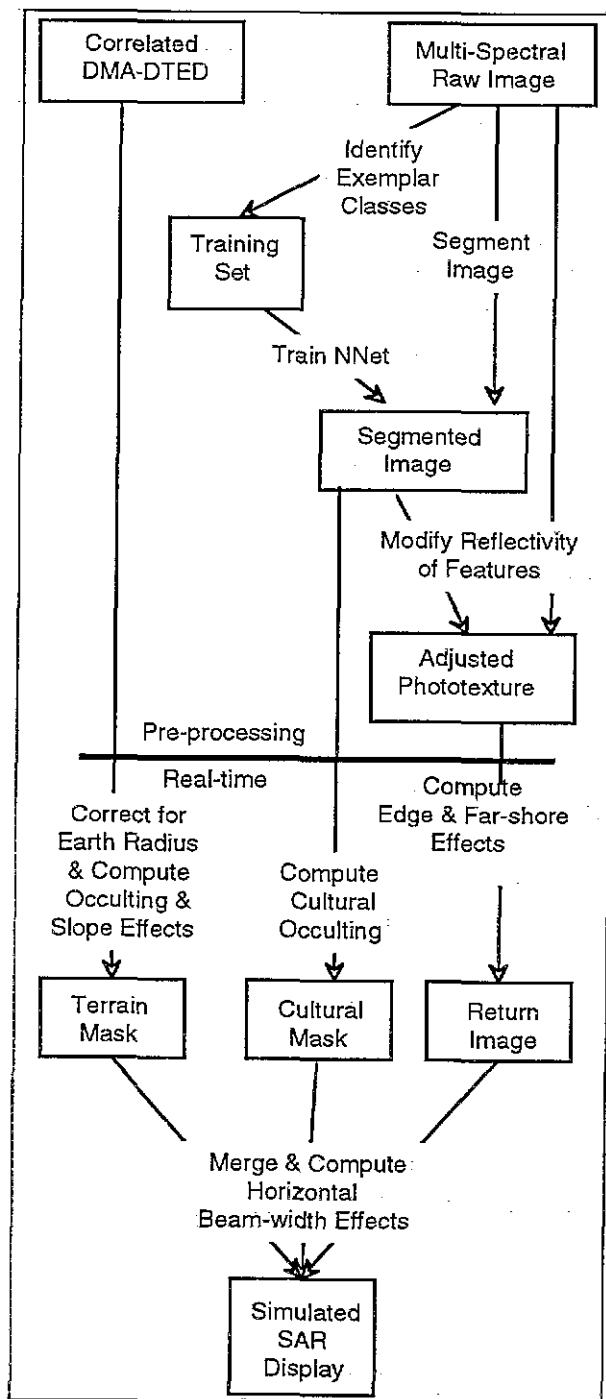 Correlated
DMA-DTED
Multi-Spectral
Raw Image
Identify
Exemplar
Classes
Training
Set
Segment
Image
Train NNet
Segmented
Image
Modify Reflectivity
of Features
Adjusted
Phototexture
Pre-processing
Real-time
Correct for
Earth Radius
& Compute
Occulting &
Slope Effects
Compute
Cultural
Occulting
Compute
Edge & Far-shore
Effects
Terrain
Mask
Cultural
Mask
Return
Image
Merge & Compute
Horizontal
Beam-width Effects
Simulated
SAR
Display